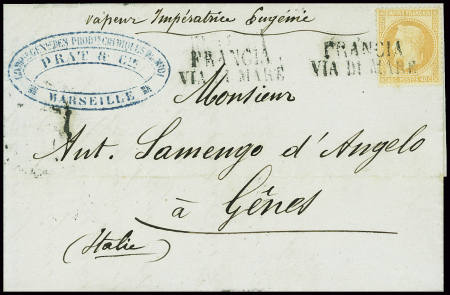 vapeur Impératrice Eugénie
PRAT & Cie
MARSEILLE
FRANCIA
VIA DI MARE
FRANCIA
VIA DI MARE
Monsieur
Ant. Samengo d'Angelo
à Gênes
(Italie)